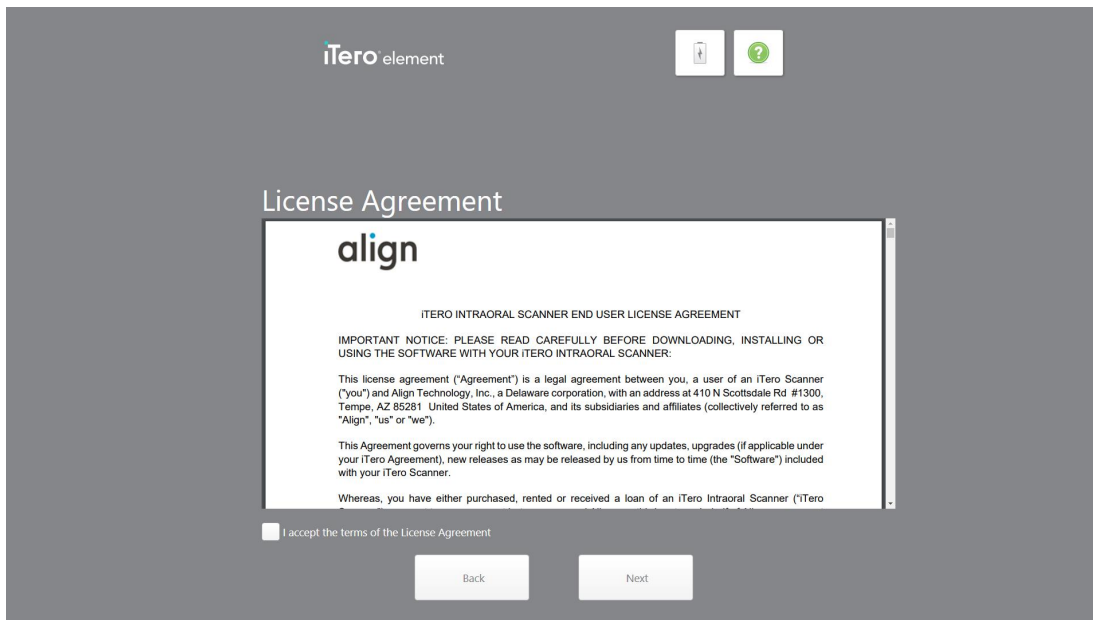 iTero element
?
License Agreement
align
iTERO INTRAORAL SCANNER END USER LICENSE AGREEMENT
IMPORTANT NOTICE: PLEASE READ CAREFULLY BEFORE DOWNLOADING, INSTALLING OR
USING THE SOFTWARE WITH YOUR iTERO INTRAORAL SCANNER:
This license agreement ("Agreement") is a legal agreement between you, a user of an iTero Scanner
("you") and Align Technology, Inc., a Delaware corporation, with an address at 410 N Scottsdale Rd #1300,
Tempe, AZ 85281 United States of America, and its subsidiaries and affiliates (collectively referred to as
"Align", "us" or "we").
This Agreement governs your right to use the software, including any updates, upgrades (if applicable under
your iTero Agreement), new releases as may be released by us from time to time (the "Software") included
with your iTero Scanner.
Whereas, you have either purchased, rented or received a loan of an iTero Intraoral Scanner ("iTero
I accept the terms of the License Agreement
Back
Next